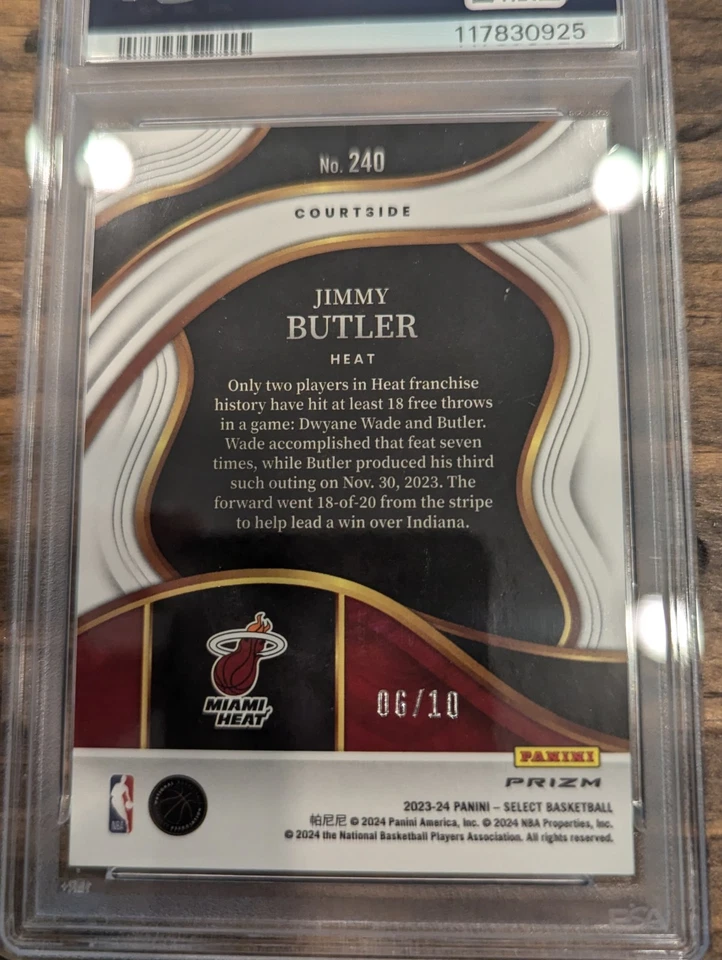 117830925
No. 240
COURTSIDE
JIMMY
BUTLER
HEAT
Only two players in Heat franchise
history have hit at least 18 free throws
in a game: Dwyane Wade and Butler.
Wade accomplished that feat seven
times, while Butler produced his third
such outing on Nov. 30, 2023. The
forward went 18-of-20 from the stripe
to help lead a win over Indiana.
MIAMI
HEAT
06/10
PANINI
PRIZM
NBA
2023-24 PANINI – SELECT BASKETBALL
帕尼尼 © 2024 Panini America, Inc. © 2024 NBA Properties, Inc.
© 2024 the National Basketball Players Association. All rights reserved.